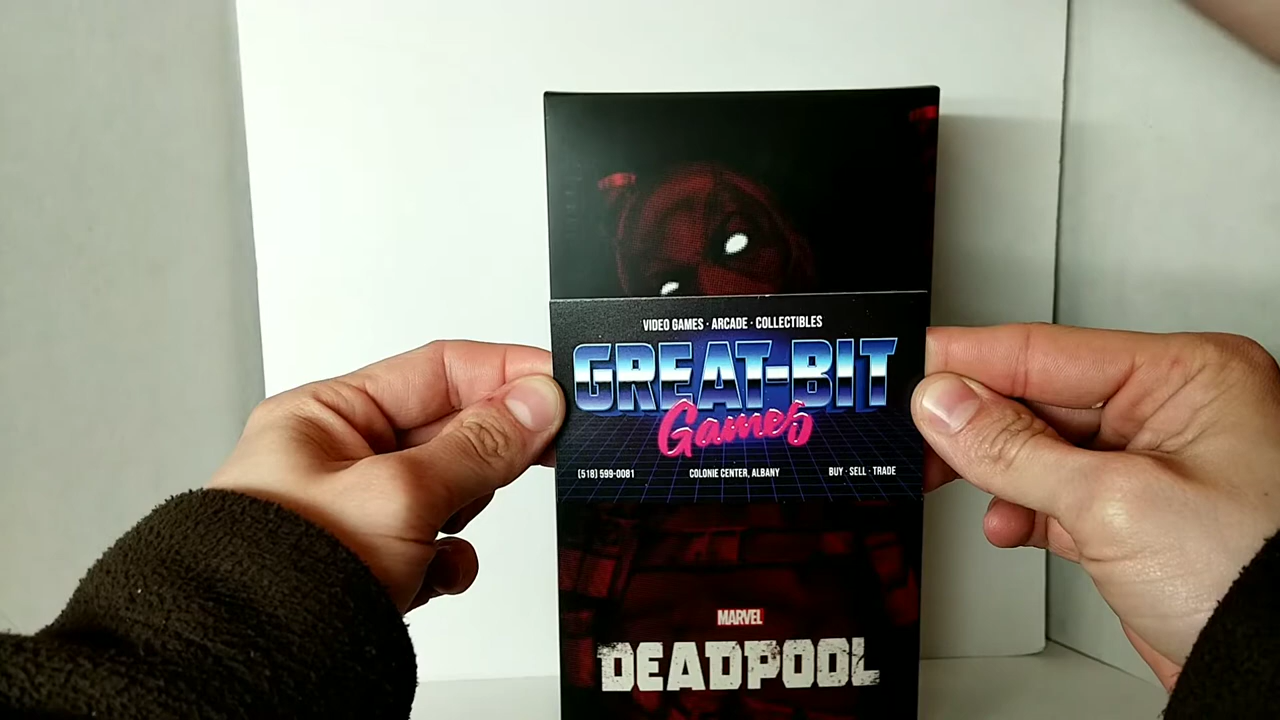 VIDEO GAMES · ARCADE · COLLECTIBLES
GREAT-BIT
Games
(518) 599-0081 COLONIE CENTER, ALBANY BUY · SELL · TRADE
MARVEL
DEADPOOL